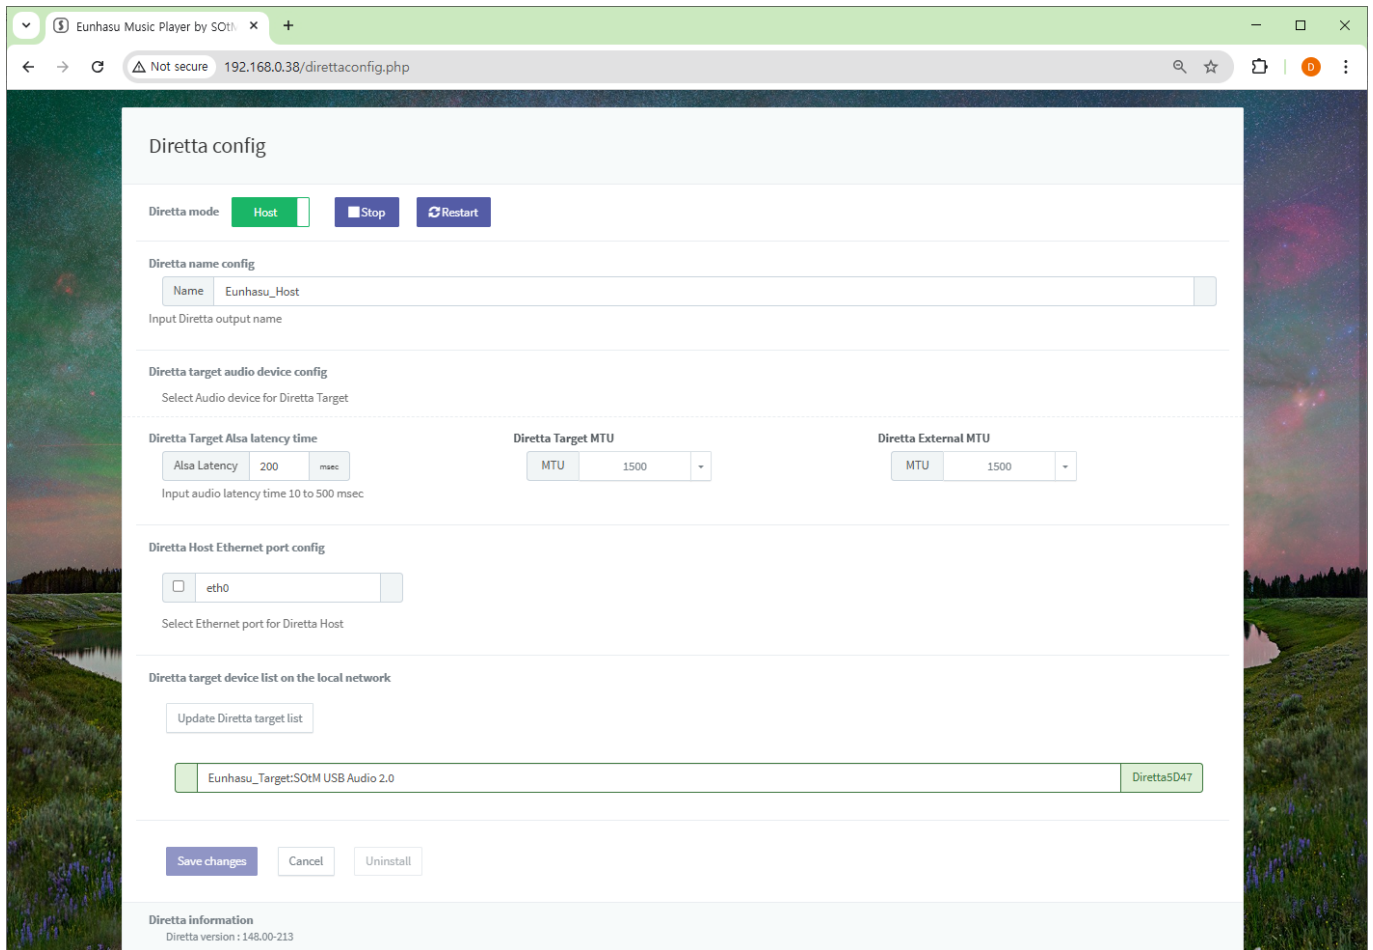 Eunhasu Music Player by SOtM
Not secure 192.168.0.38/direttaconfig.php
D
Diretta config
Diretta mode Host Stop Restart
Diretta name config
Name Eunhasu_Host
Input Diretta output name
Diretta target audio device config
Select Audio device for Diretta Target
Diretta Target Alsa latency time Diretta Target MTU Diretta External MTU
Alsa Latency 200 msec MTU 1500 MTU 1500
Input audio latency time 10 to 500 msec
Diretta Host Ethernet port config
eth0
Select Ethernet port for Diretta Host
Diretta target device list on the local network
Update Diretta target list
Eunhasu_Target:SOtM USB Audio 2.0 Diretta5D47
Save changes Cancel Uninstall
Diretta information
Diretta version : 148.00-213